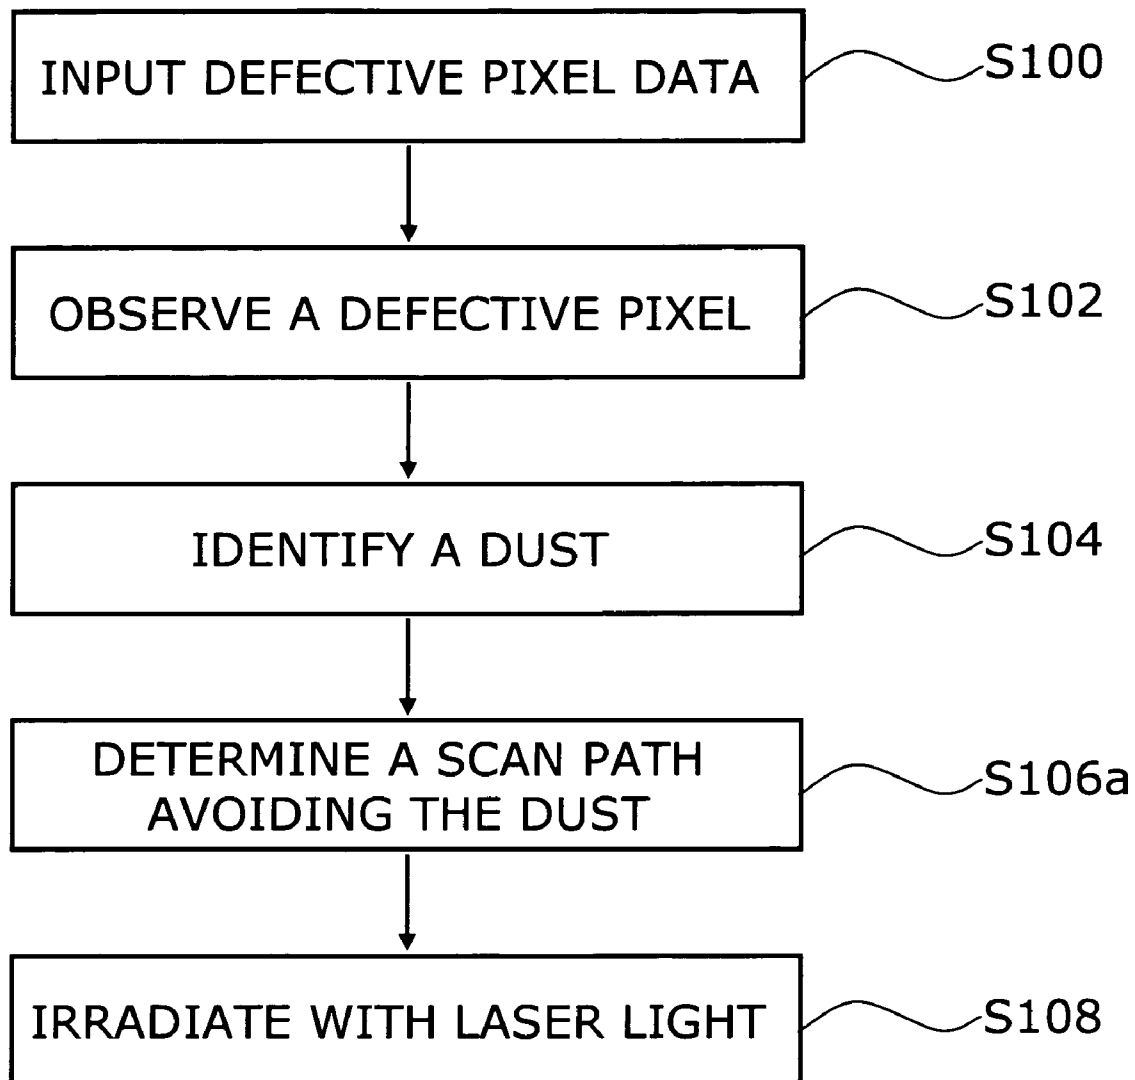 INPUT DEFECTIVE PIXEL DATA
S100
OBSERVE A DEFECTIVE PIXEL
S102
IDENTIFY A DUST
S104
DETERMINE A SCAN PATH
AVOIDING THE DUST
S106a
IRRADIATE WITH LASER LIGHT
S108